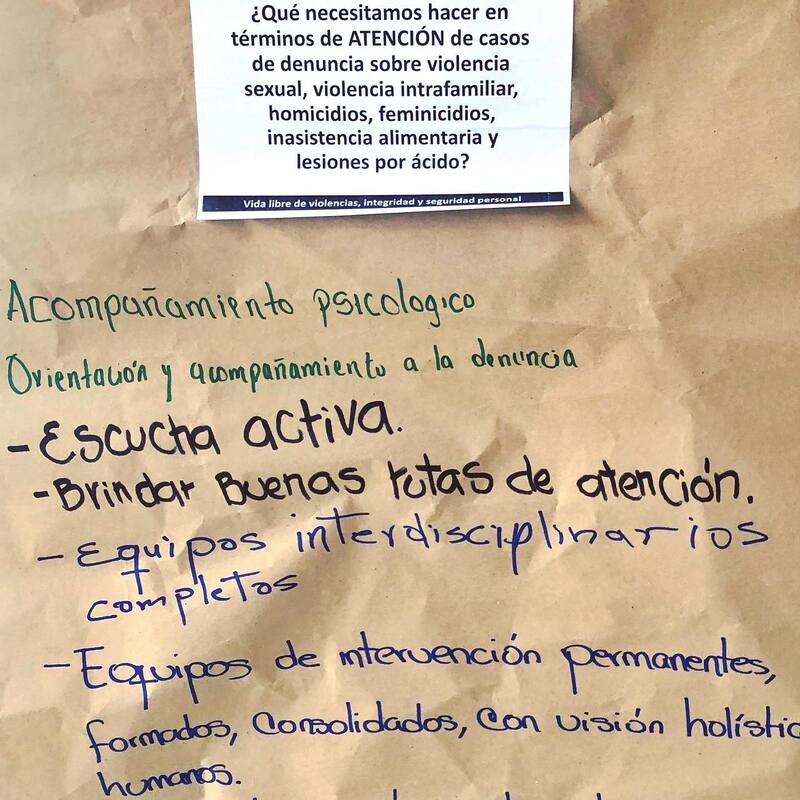 ¿Qué necesitamos hacer en
términos de ATENCIÓN de casos
de denuncia sobre violencia
sexual, violencia intrafamiliar,
homicidios, feminicidios,
inasistencia alimentaria y
lesiones por ácido?
Vida libre de violencias, integridad y seguridad personal
Acompañamiento psicologico
Orientación y acompañamiento a la denuncia
- Escucha activa.
- Brindar Buenas rutas de atención.
- Equipos interdisciplinarios
completos
- Equipos de intervención permanentes,
formados, consolidados, con visión holístic
humanos.